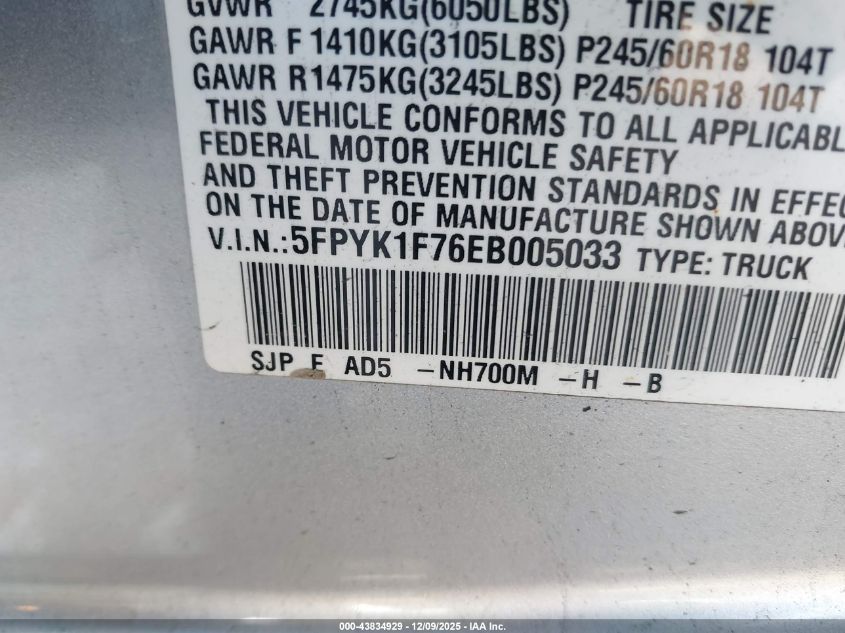 GVWR 2745KG(6050LBS) TIRE SIZE
GAWR F 1410KG(3105LBS) P245/60R18 104T
GAWR R1475KG(3245LBS) P245/60R18 104T
THIS VEHICLE CONFORMS TO ALL APPLICABL
FEDERAL MOTOR VEHICLE SAFETY
AND THEFT PREVENTION STANDARDS IN EFFEC
ON THE DATE OF MANUFACTURE SHOWN ABOV
V.I.N.:5FPYK1F76EB005033 TYPE: TRUCK
SJP E AD5 -NH700M -H -B
000-43834929 - 12/09/2025 - IAA Inc.